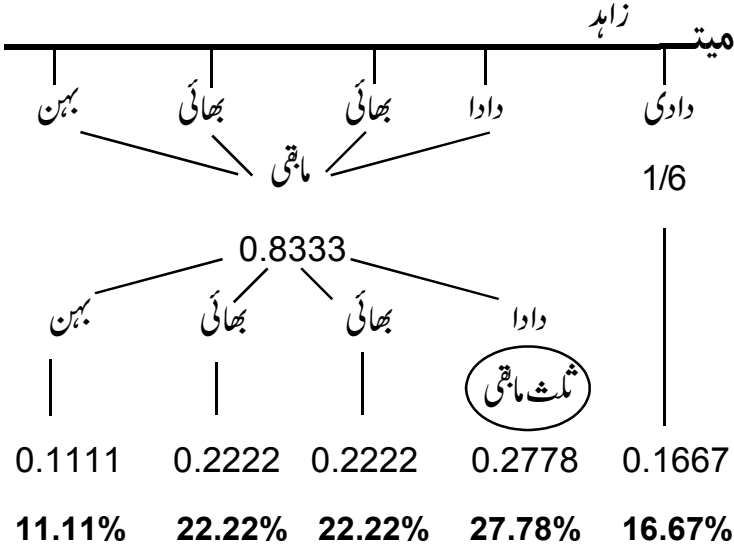 زاہد
میتـــ
دادی دادا بھائی بھائی بہن
1/6 مابقی
0.8333
دادا بھائی بھائی بہن
ثلث مابقی
0.1111 0.2222 0.2222 0.2778 0.1667
11.11% 22.22% 22.22% 27.78% 16.67%